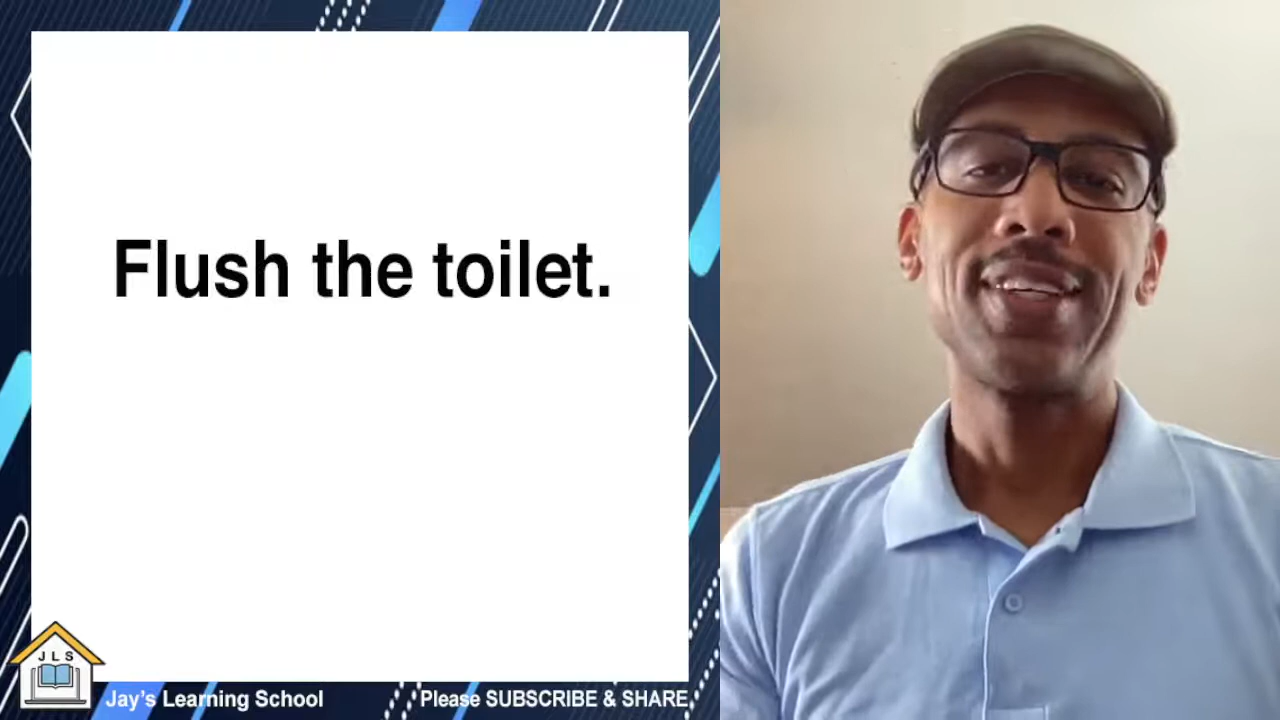 Flush the toilet.
JLS
Jay's Learning School
Please SUBSCRIBE & SHARE